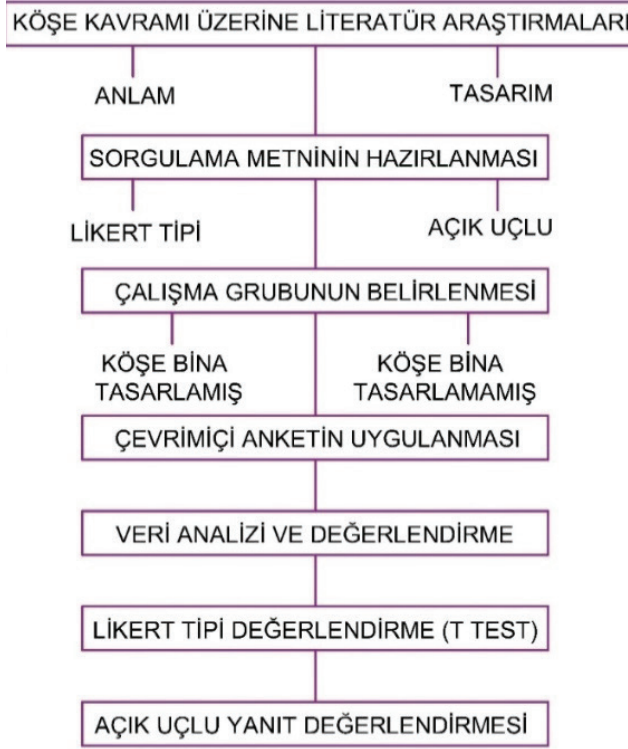 KÖŞE KAVRAMI ÜZERİNE LİTERATÜR ARAŞTIRMALARI
ANLAM
TASARIM
SORGULAMA METNİNİN HAZIRLANMASI
LİKERT TİPİ
AÇIK UÇLU
ÇALIŞMA GRUBUNUN BELİRLENMESİ
KÖŞE BİNA
TASARLAMIŞ
KÖŞE BİNA
TASARLAMAMIŞ
ÇEVRİMİÇİ ANKETİN UYGULANMASI
VERİ ANALİZİ VE DEĞERLENDİRME
LİKERT TİPİ DEĞERLENDİRME (T TEST)
AÇIK UÇLU YANIT DEĞERLENDİRMESİ